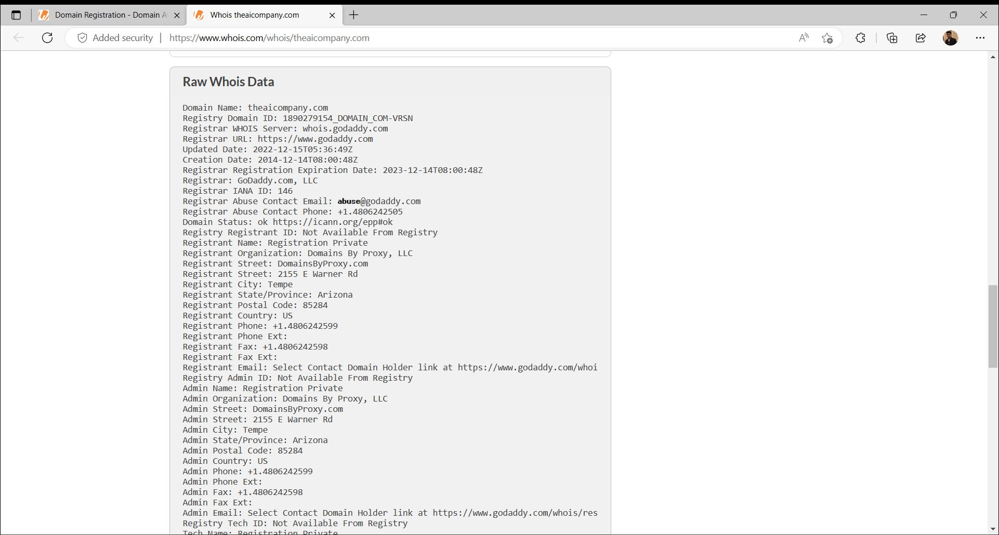 Domain Registration - Domain A
Whois theaicompany.com
Added security
https://www.whois.com/whois/theaicompany.com
Raw Whois Data
Domain Name: theaicompany.com
Registry Domain ID: 1890279154_DOMAIN_COM-VRSN
Registrar WHOIS Server: whois.godaddy.com
Registrar URL: https://www.godaddy.com
Updated Date: 2022-12-15T05:36:49Z
Creation Date: 2014-12-14T08:00:48Z
Registrar Registration Expiration Date: 2023-12-14T08:00:48Z
Registrar: GoDaddy.com, LLC
Registrar IANA ID: 146
Registrar Abuse Contact Email: abuse@godaddy.com
Registrar Abuse Contact Phone: +1.4806242505
Domain Status: ok https://icann.org/epp#ok
Registry Registrant ID: Not Available From Registry
Registrant Name: Registration Private
Registrant Organization: Domains By Proxy, LLC
Registrant Street: DomainsByProxy.com
Registrant Street: 2155 E Warner Rd
Registrant City: Tempe
Registrant State/Province: Arizona
Registrant Postal Code: 85284
Registrant Country: US
Registrant Phone: +1.4806242599
Registrant Phone Ext:
Registrant Fax: +1.4806242598
Registrant Fax Ext:
Registrant Email: Select Contact Domain Holder link at https://www.godaddy.com/whoi
Registry Admin ID: Not Available From Registry
Admin Name: Registration Private
Admin Organization: Domains By Proxy, LLC
Admin Street: DomainsByProxy.com
Admin Street: 2155 E Warner Rd
Admin City: Tempe
Admin State/Province: Arizona
Admin Postal Code: 85284
Admin Country: US
Admin Phone: +1.4806242599
Admin Phone Ext:
Admin Fax: +1.4806242598
Admin Fax Ext:
Admin Email: Select Contact Domain Holder link at https://www.godaddy.com/whois/res
Registry Tech ID: Not Available From Registry
Tech Name: Registration Private